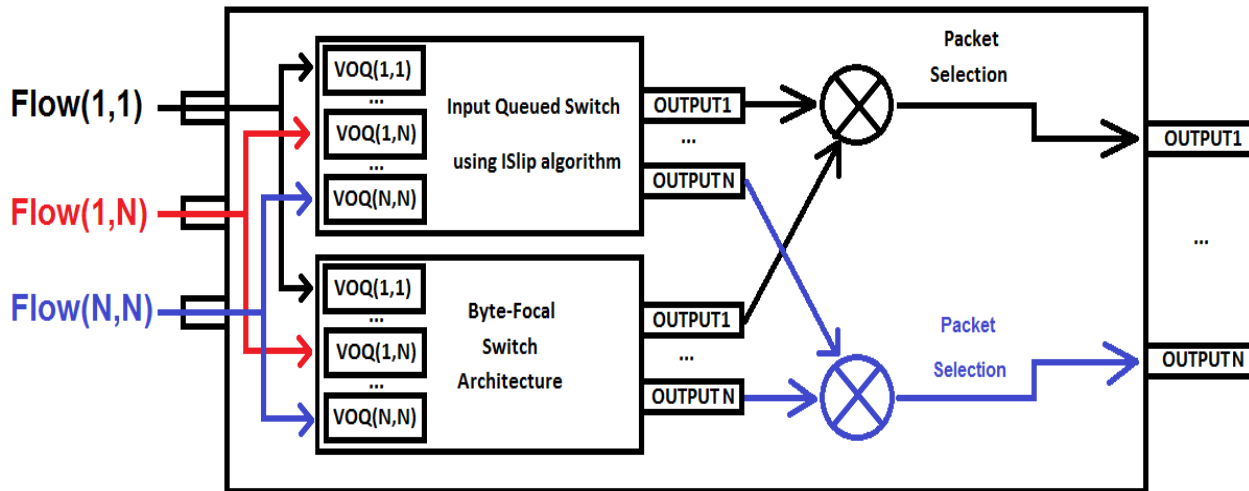 Flow(1,1)
Flow(1,N)
Flow(N,N)
VOQ(1,1)
...
VOQ(1,N)
...
VOQ(N,N)
Input Queued Switch
using ISlip algorithm
OUTPUT1
...
OUTPUT N
VOQ(1,1)
...
VOQ(1,N)
...
VOQ(N,N)
Byte-Focal
Switch
Architecture
OUTPUT1
...
OUTPUT N
Packet
Selection
Packet
Selection
OUTPUT1
...
OUTPUT N